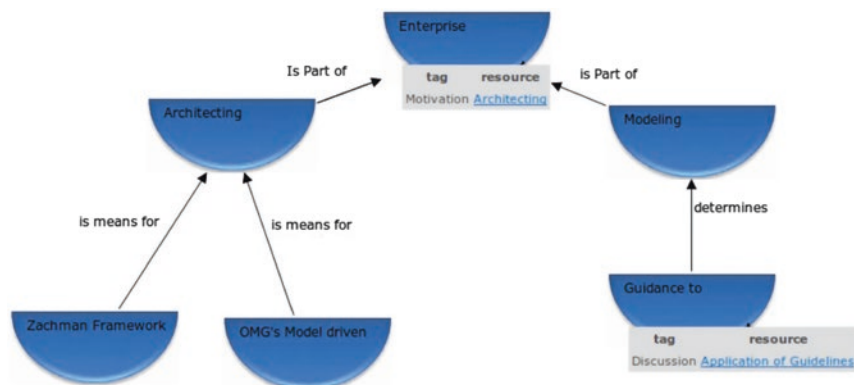 Enterprise
Is Part of
tag resource
is Part of
Motivation Architecting
Architecting
Modeling
determines
is means for
is means for
Guidance to
Zachman Framework
OMG's Model driven
tag resource
Discussion Application of Guidelines